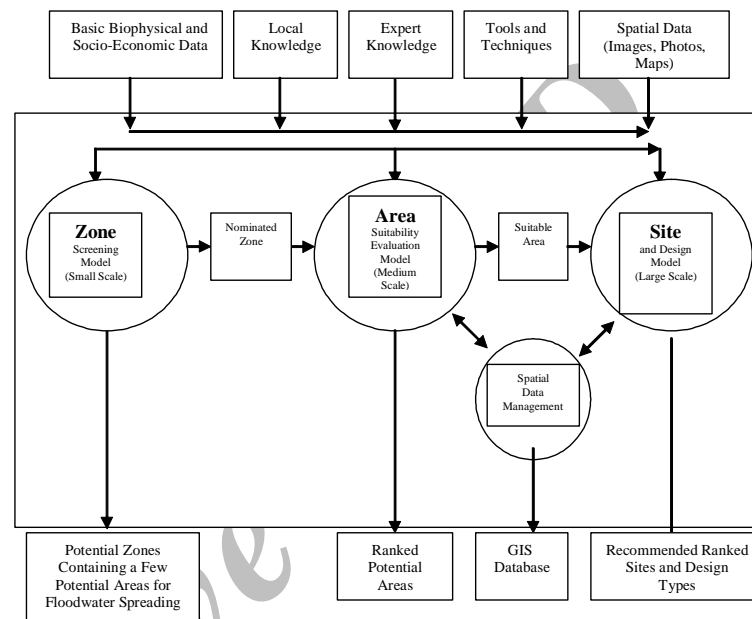 Basic Biophysical and
Socio-Economic Data
Local
Knowledge
Expert
Knowledge
Tools and
Techniques
Spatial Data
(Images, Photos,
Maps)
Zone
Screening
Model
(Small Scale)
Nominated
Zone
Area
Suitability
Evaluation
Model
(Medium
Scale)
Suitable
Area
Site
and Design
Model
(Large Scale)
Spatial
Data
Management
Potential Zones
Containing a Few
Potential Areas for
Floodwater Spreading
Ranked
Potential
Areas
GIS
Database
Recommended Ranked
Sites and Design
Types